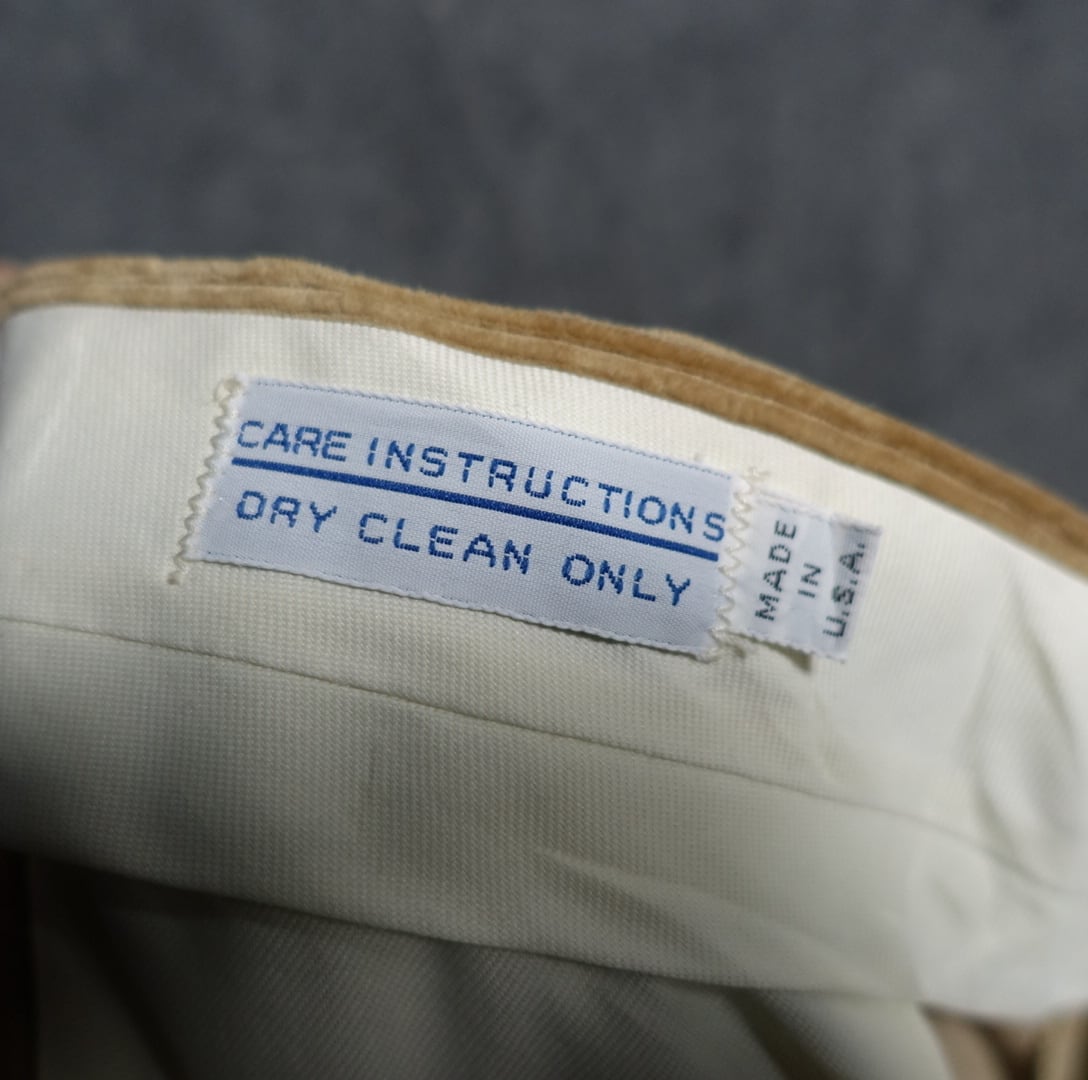 CARE INSTRUCTIONS
DRY CLEAN ONLY
MADE
IN
U.S.A.